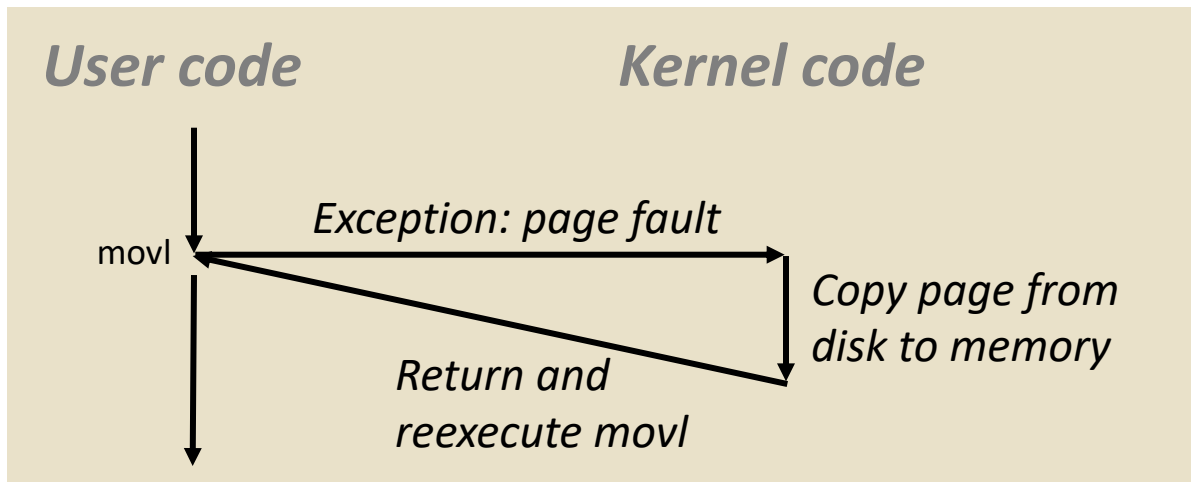 User code
Kernel code
Exception: page fault
movl
Copy page from
disk to memory
Return and
reexecute movl